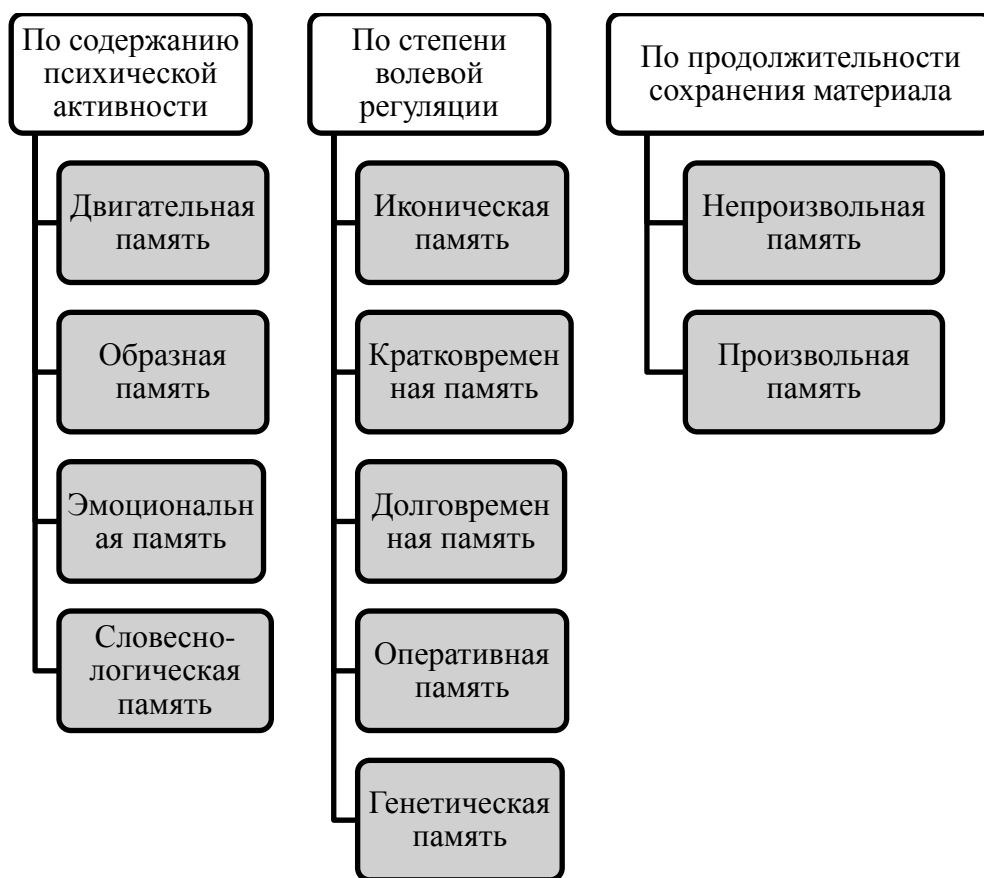 По содержанию
психической
активности
Двигательная
память
Образная
память
Эмоциональн
ая память
Словесно-
логическая
память
По степени
волевой
регуляции
Иконическая
память
Кратковремен
ная память
Долговремен
ная память
Оперативная
память
Генетическая
память
По продолжительности
сохранения материала
Непроизвольная
память
Произвольная
память